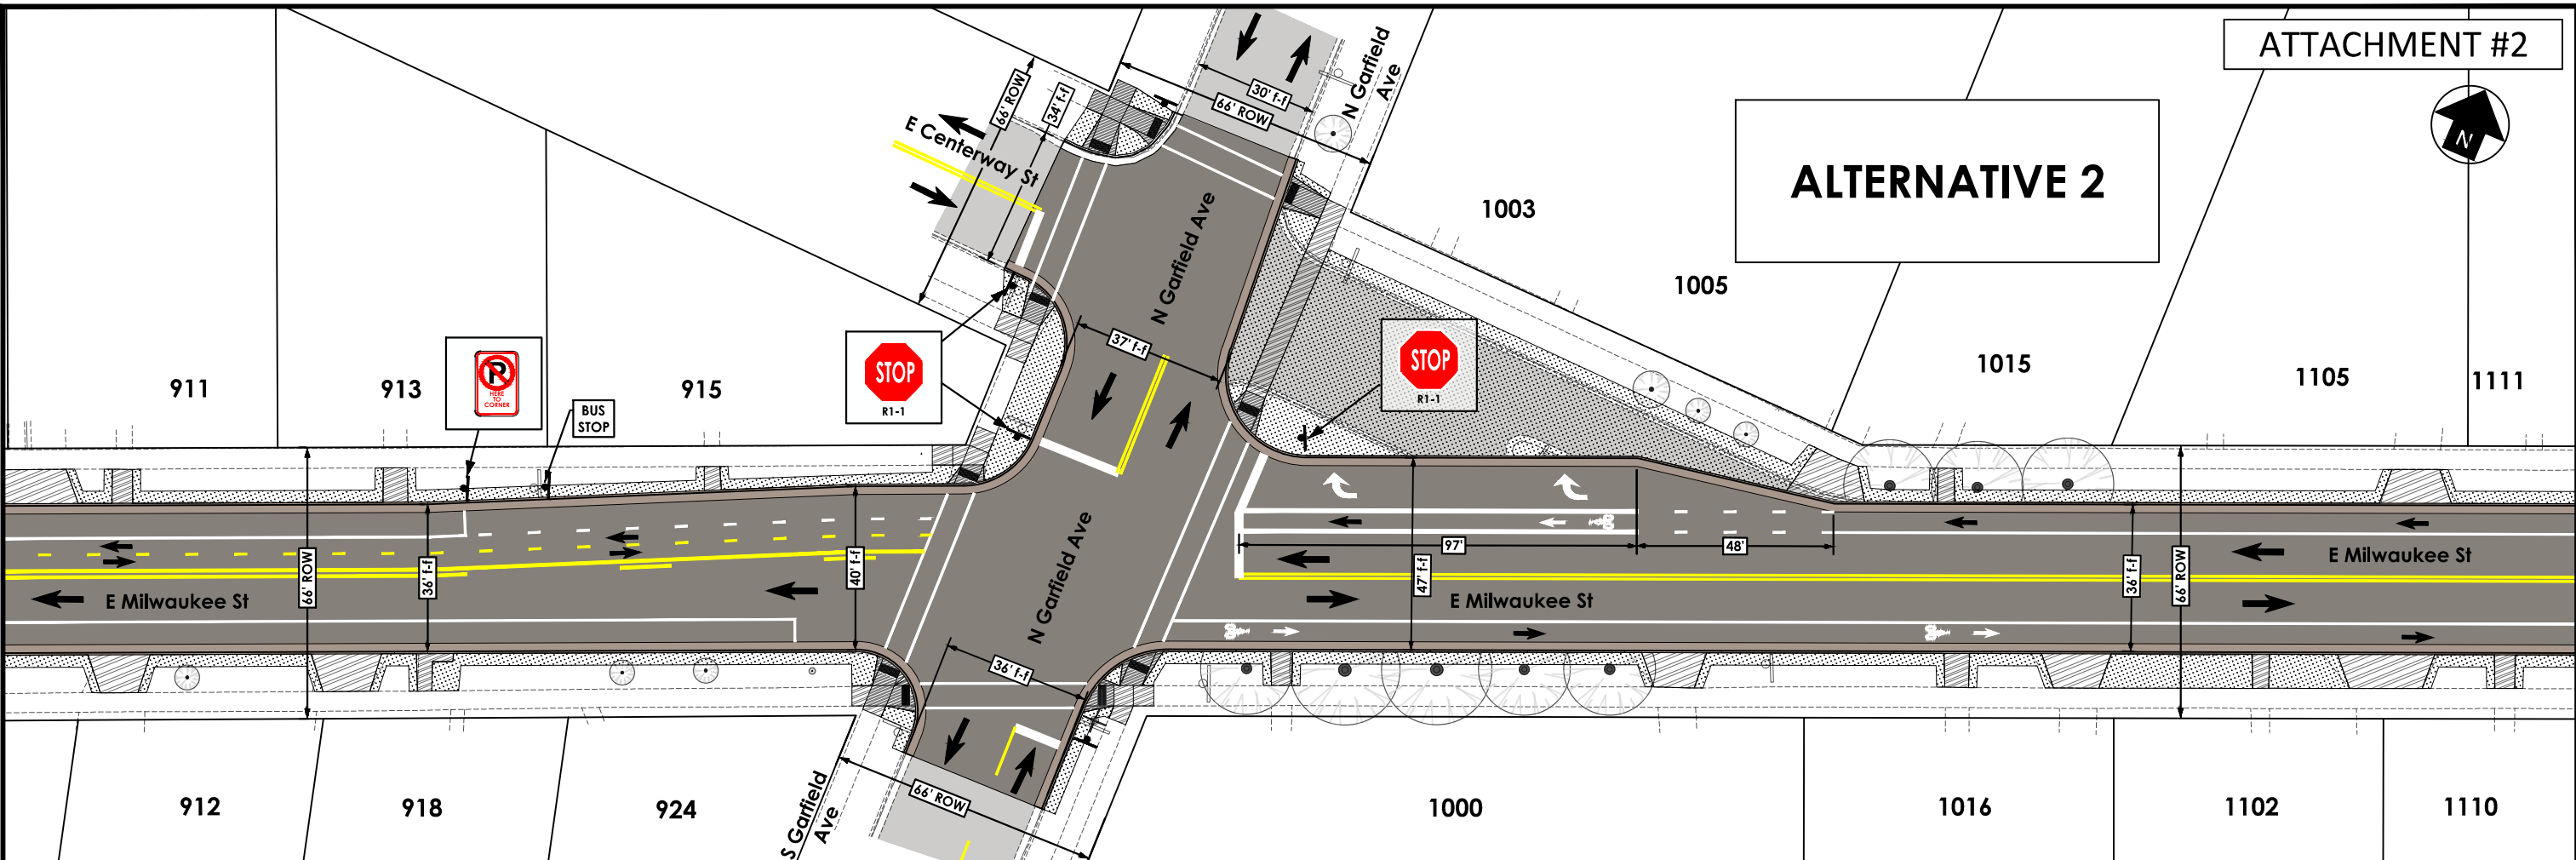 ATTACHMENT #2
ALTERNATIVE 2
N
N Garfield
Ave
30' f-f
66' ROW
66' ROW
34' f-f
E Centerway St
N Garfield Ave
37' f-f
1003
1005
1015
1105
1111
911
913
915
P
HERE
TO
CORNER
BUS
STOP
STOP
R1-1
STOP
R1-1
66' ROW
36' f-f
40' f-f
97'
48'
47' f-f
36' f-f
66' ROW
E Milwaukee St
E Milwaukee St
E Milwaukee St
N Garfield Ave
36' f-f
66' ROW
S Garfield
Ave
912
918
924
1000
1016
1102
1110